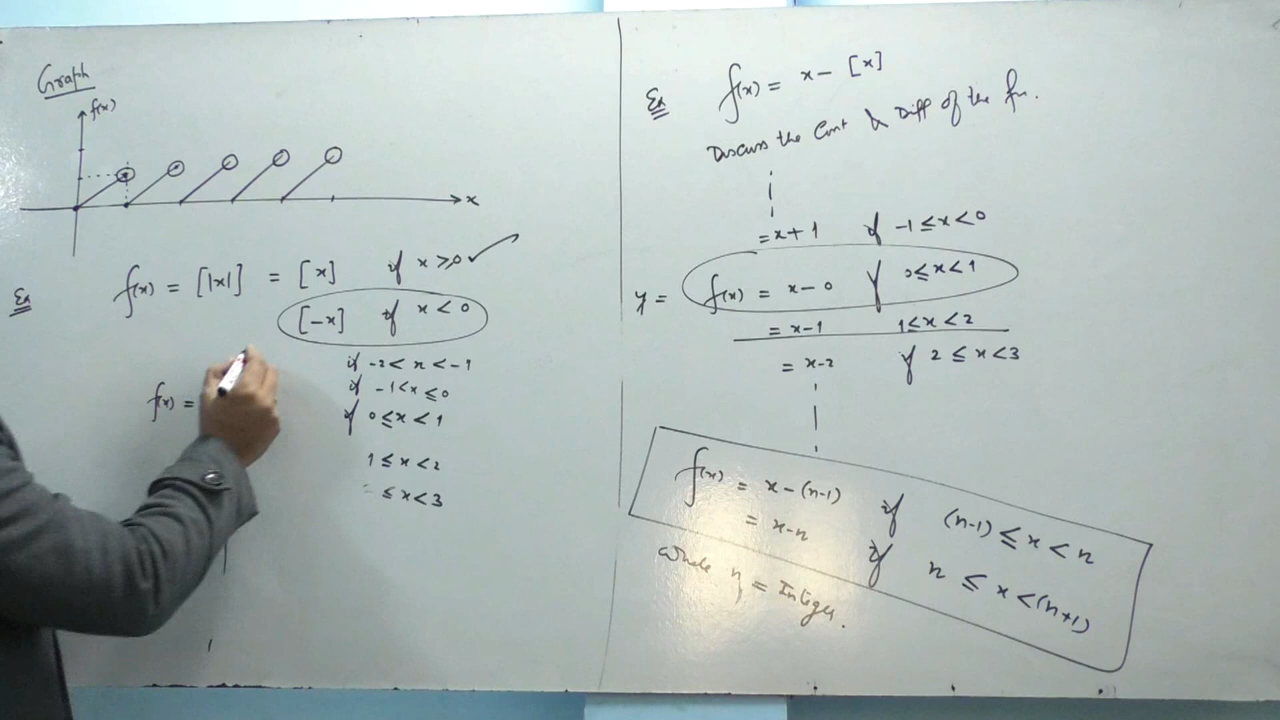 Graph
f(x)
x
Ex f(x) = [|x|] = [x] if x ≥ 0 ✓
[-x] if x < 0
if -2 < x < -1
f(x) = if -1 < x ≤ 0
if 0 ≤ x < 1
1 ≤ x < 2
≤ x < 3
Ex f(x) = x - [x]
Discuss the Cont & Diff of the fn.
= x + 1 if -1 ≤ x < 0
y = f(x) = x - 0 if 0 ≤ x < 1
= x - 1 1 ≤ x < 2
= x - 2 if 2 ≤ x < 3
f(x) = x - (n-1) if (n-1) ≤ x < n
= x - n if n ≤ x < (n+1)
where n = Integer.